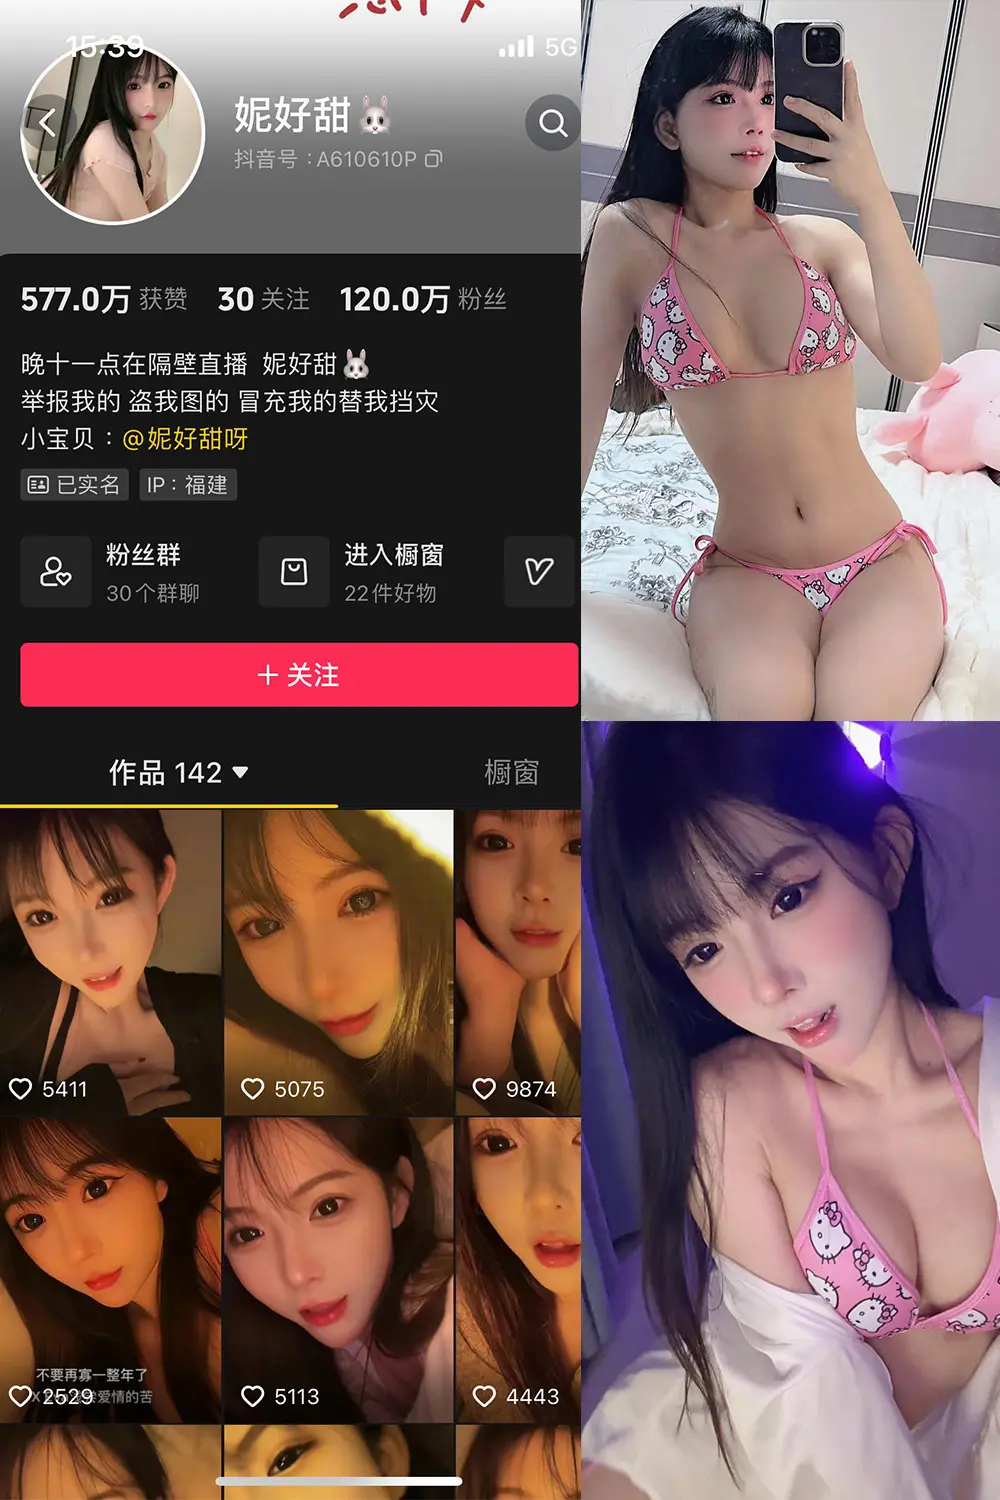 15:39
5G
妮好甜🐰
抖音号：A610610P
577.0万 获赞 30 关注 120.0万 粉丝
晚十一点在隔壁直播 妮好甜🐰
举报我的 盗我图的 冒充我的替我挡灾
小宝贝：@妮好甜呀
已实名 IP：福建
粉丝群
30个群聊
进入橱窗
22件好物
+ 关注
作品 142 ▼ 橱窗
5411
5075
9874
不要再寡一整年了
爱情的苦
2529
5113
4443